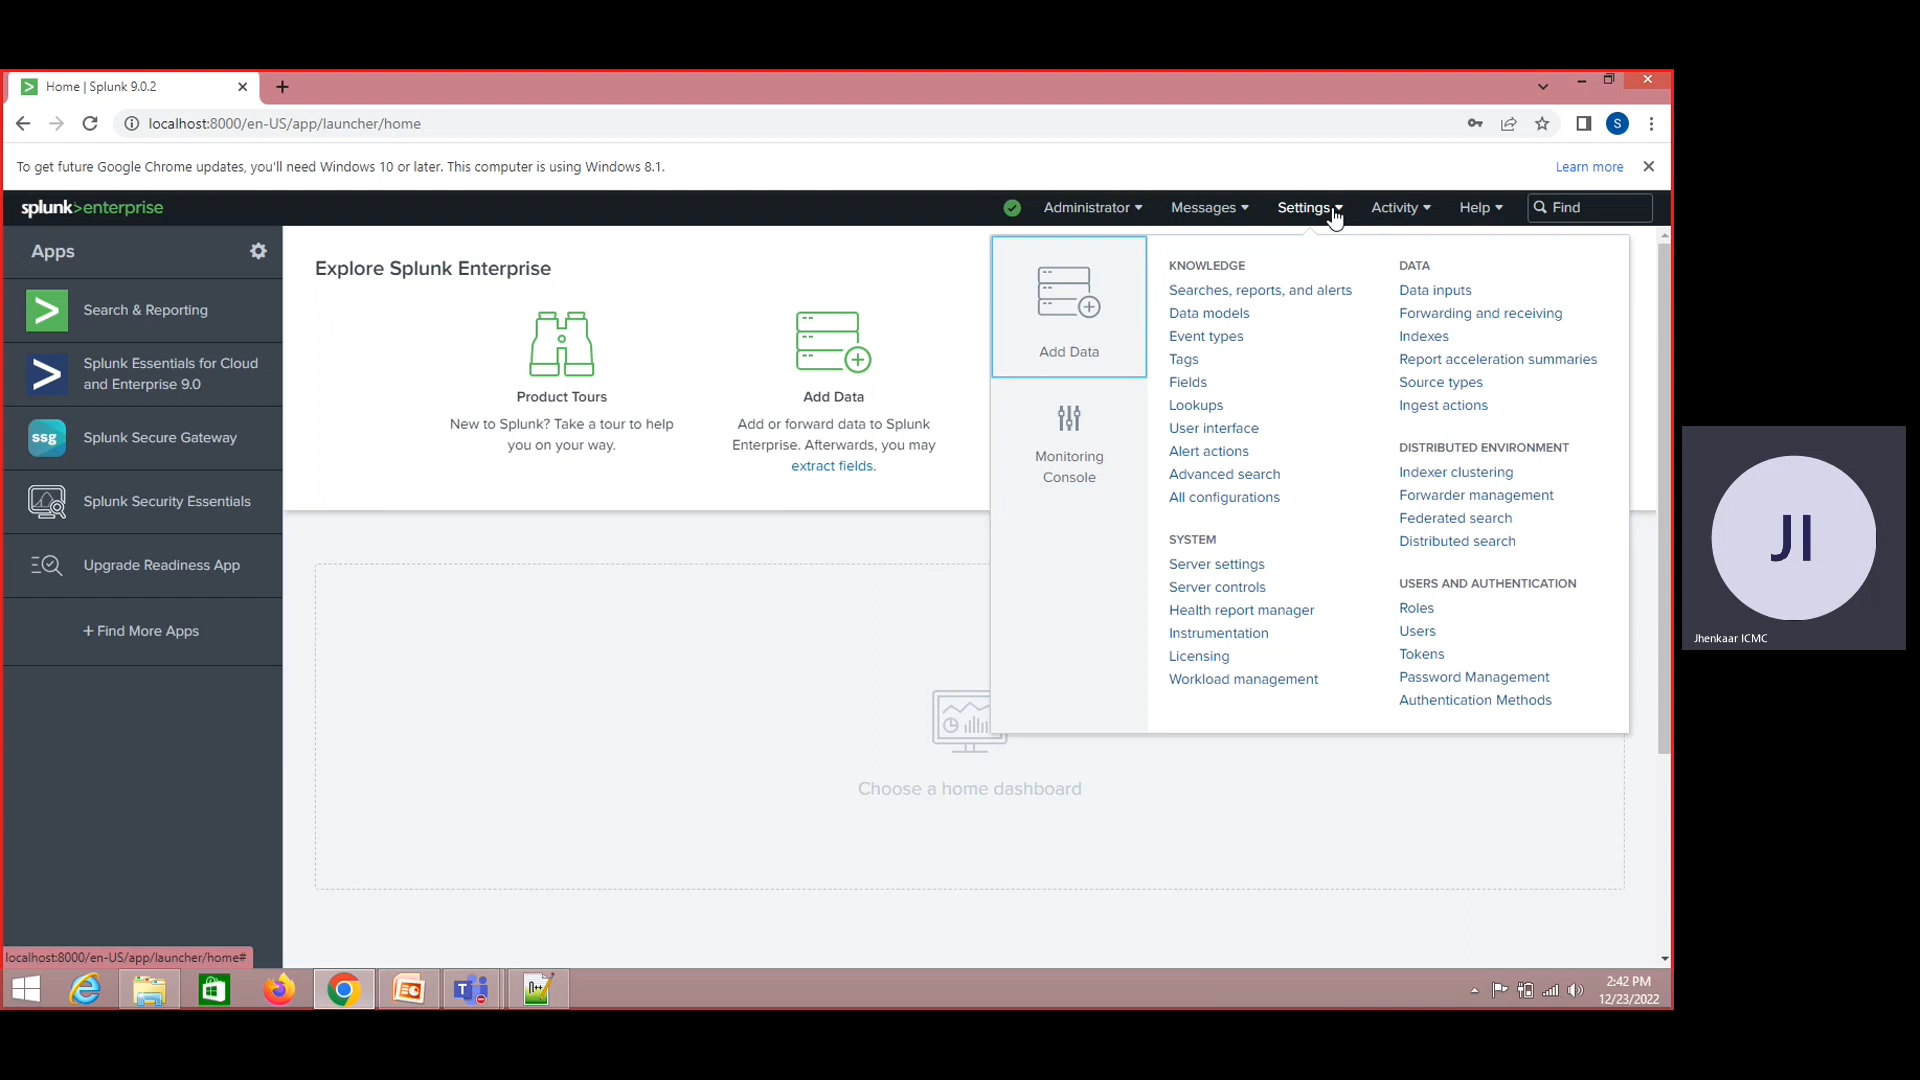 Home | Splunk 9.0.2
localhost:8000/en-US/app/launcher/home
S
To get future Google Chrome updates, you'll need Windows 10 or later. This computer is using Windows 8.1.
Learn more
splunk>enterprise
Administrator
Messages
Settings
Activity
Help
Find
Apps
Search & Reporting
Splunk Essentials for Cloud
and Enterprise 9.0
ssg
Splunk Secure Gateway
Splunk Security Essentials
Upgrade Readiness App
+ Find More Apps
Explore Splunk Enterprise
Product Tours
New to Splunk? Take a tour to help
you on your way.
Add Data
Add or forward data to Splunk
Enterprise. Afterwards, you may
extract fields.
Choose a home dashboard
Add Data
Monitoring
Console
KNOWLEDGE
Searches, reports, and alerts
Data models
Event types
Tags
Fields
Lookups
User interface
Alert actions
Advanced search
All configurations
SYSTEM
Server settings
Server controls
Health report manager
Instrumentation
Licensing
Workload management
DATA
Data inputs
Forwarding and receiving
Indexes
Report acceleration summaries
Source types
Ingest actions
DISTRIBUTED ENVIRONMENT
Indexer clustering
Forwarder management
Federated search
Distributed search
USERS AND AUTHENTICATION
Roles
Users
Tokens
Password Management
Authentication Methods
localhost:8000/en-US/app/launcher/home#
2:42 PM
12/23/2022
JI
Jhenkaar ICMC